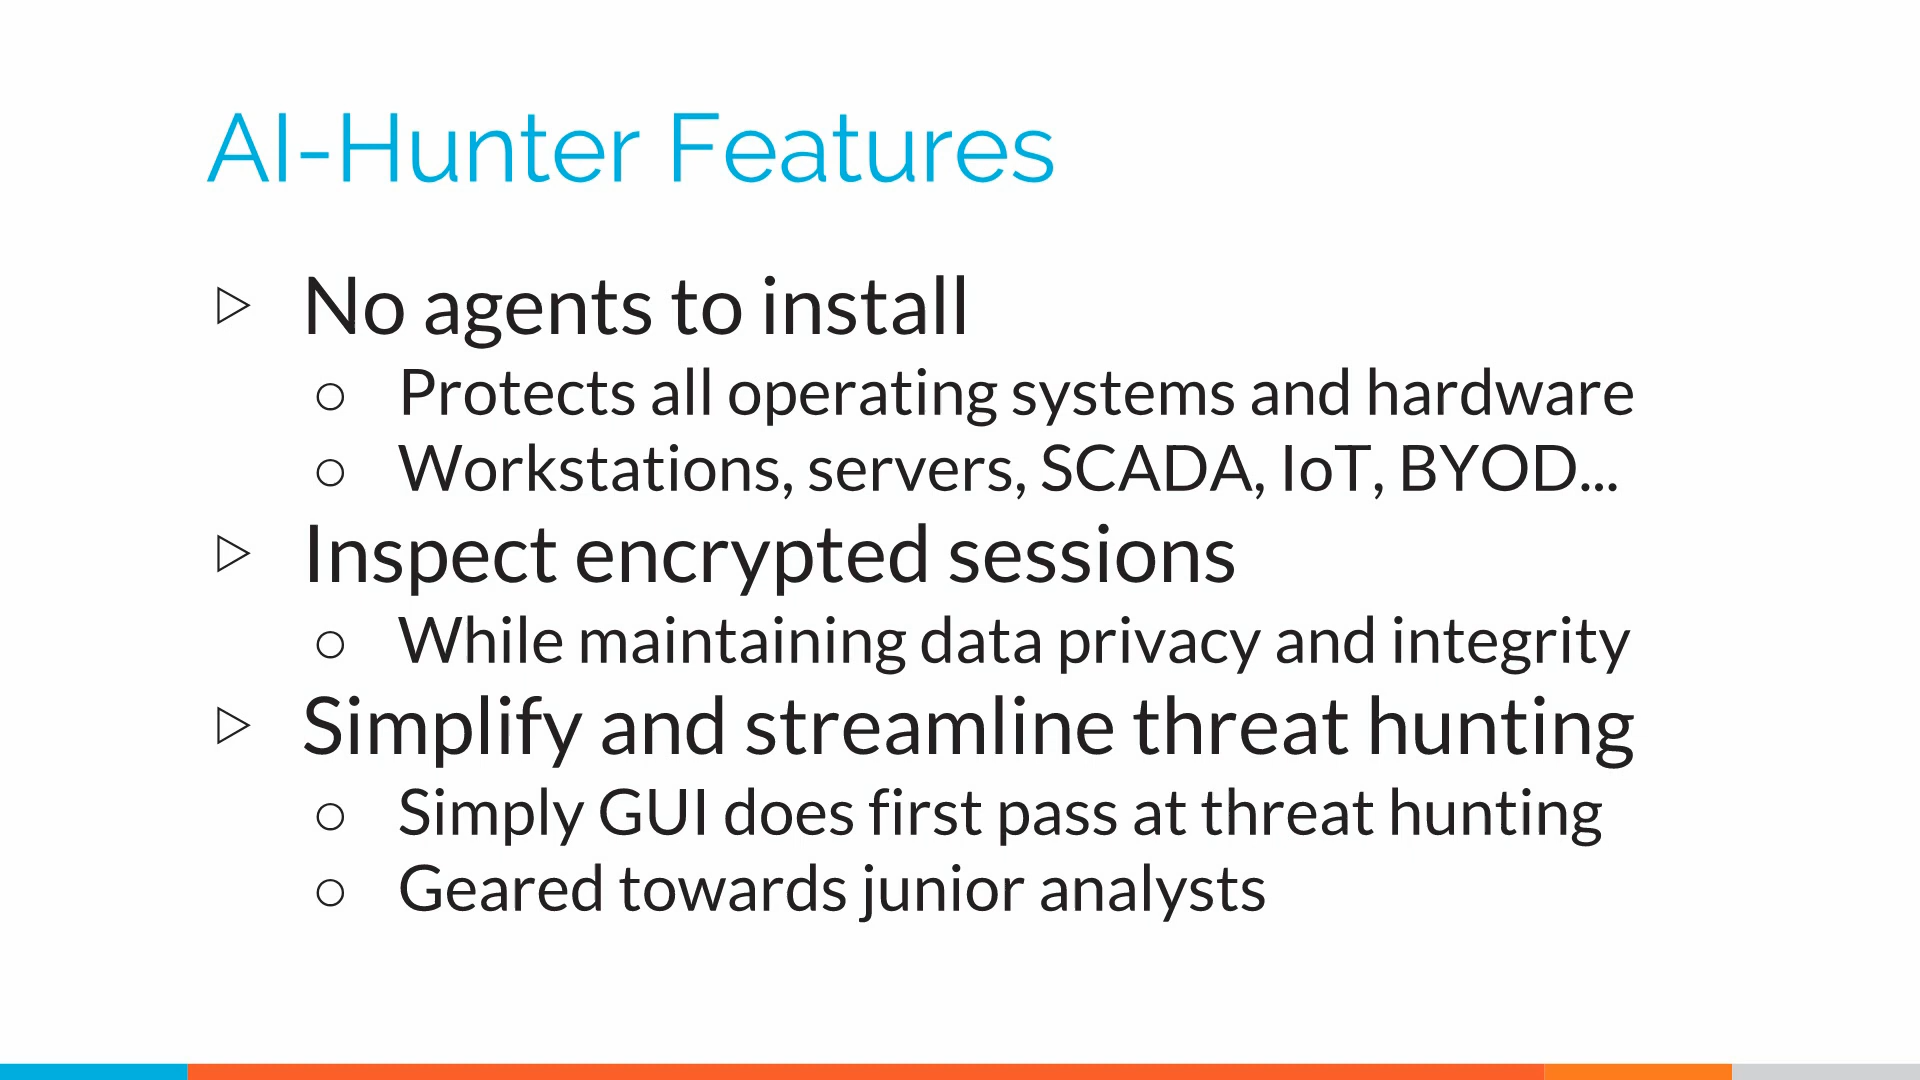 AI-Hunter Features
▷ No agents to install
○ Protects all operating systems and hardware
○ Workstations, servers, SCADA, IoT, BYOD...
▷ Inspect encrypted sessions
○ While maintaining data privacy and integrity
▷ Simplify and streamline threat hunting
○ Simply GUI does first pass at threat hunting
○ Geared towards junior analysts